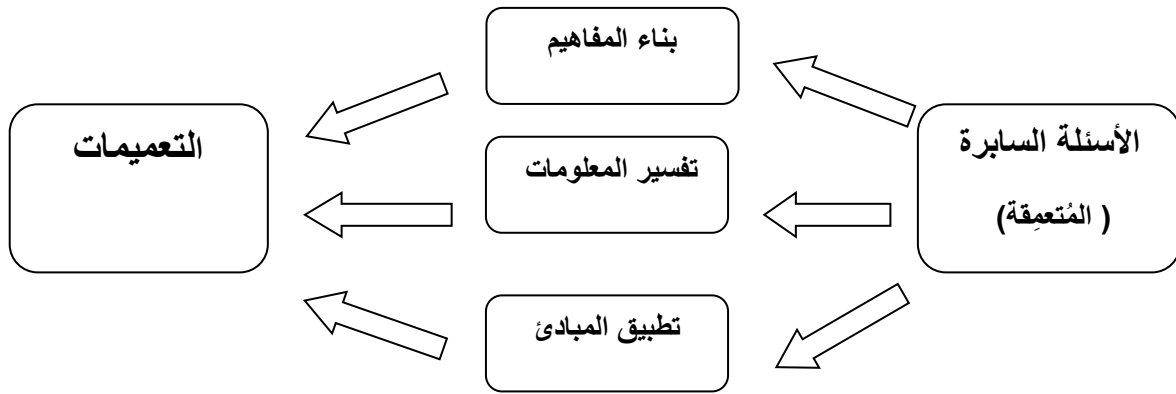 الأسئلة السابرة
( المُتعمِقة)
بناء المفاهيم
تفسير المعلومات
تطبيق المبادئ
التعميمات